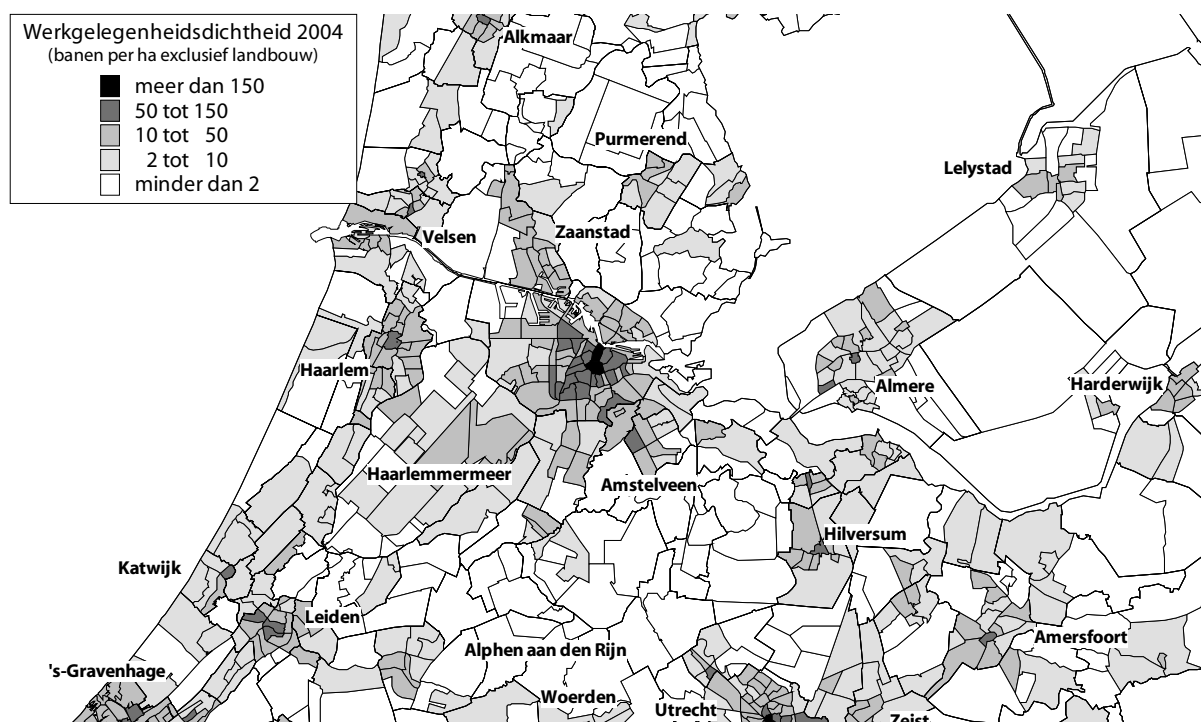 Werkgelegenheidsdichtheid 2004
(banen per ha exclusief landbouw)
meer dan 150
50 tot 150
10 tot 50
2 tot 10
minder dan 2
Alkmaar
Purmerend
Lelystad
Velsen
Zaanstad
Haarlem
Almere
Harderwijk
Haarlemmermeer
Amstelveen
Hilversum
Katwijk
Leiden
Amersfoort
Alphen aan den Rijn
's-Gravenhage
Woerden
Utrecht
Zeist